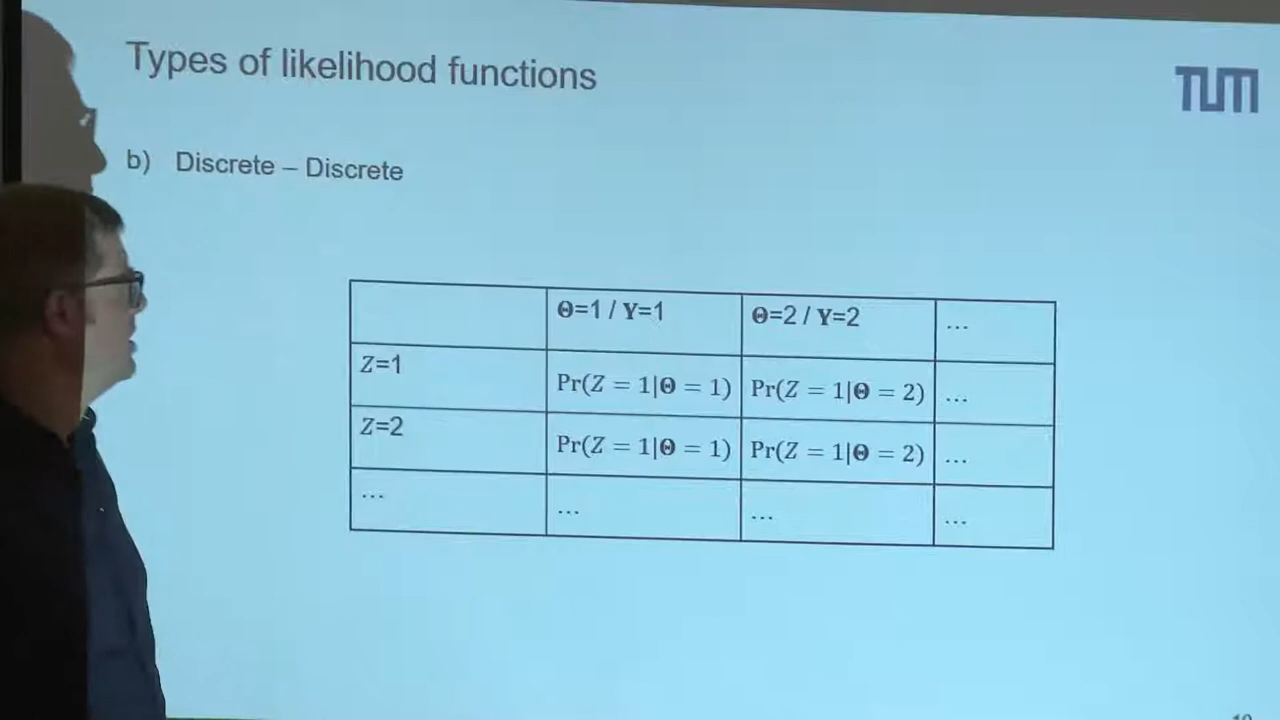 Types of likelihood functions
TUM
b) Discrete – Discrete
Θ=1 / Y=1 Θ=2 / Y=2 ...
Z=1 Pr(Z = 1|Θ = 1) Pr(Z = 1|Θ = 2) ...
Z=2 Pr(Z = 1|Θ = 1) Pr(Z = 1|Θ = 2) ...
... ... ... ...